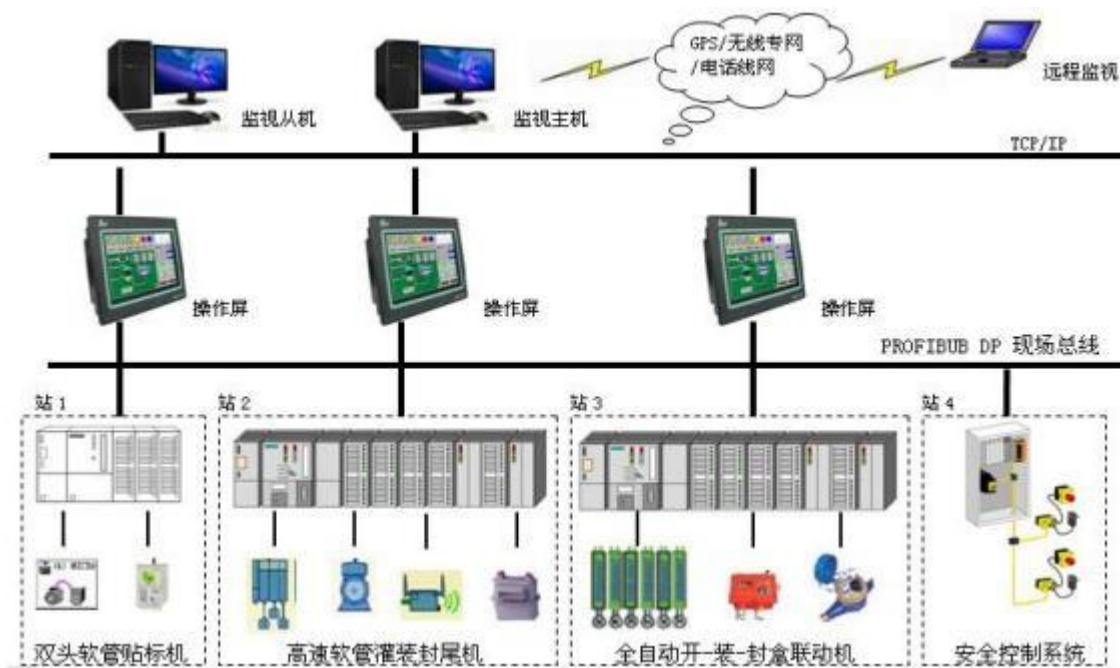 GPS/无线专网
/电话线网
远程监视
监视从机
监视主机
TCP/IP
操作屏
操作屏
操作屏
PROFIBUB DP 现场总线
站 1
站 2
站 3
站 4
双头软管贴标机
高速软管灌装封尾机
全自动开-装-封盒联动机
安全控制系统